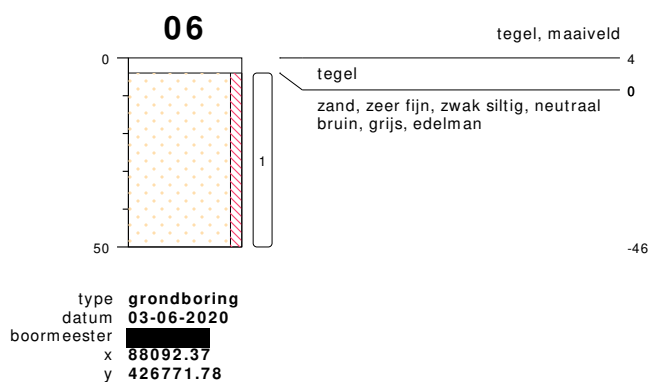 06
tegel, maaiveld
0
4
tegel
0
zand, zeer fijn, zwak siltig, neutraal
bruin, grijs, edelman
1
50
-46
type grondboring
datum 03-06-2020
boormeester
x 88092.37
y 426771.78